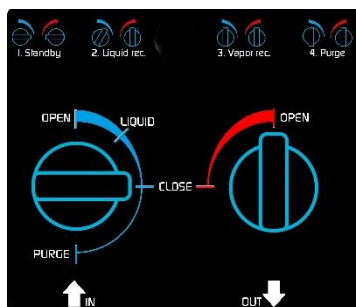 1. Standby
2. Liquid rec.
3. Vapor rec.
4. Purge
OPEN
LIQUID
OPEN
CLOSE
PURGE
IN
OUT